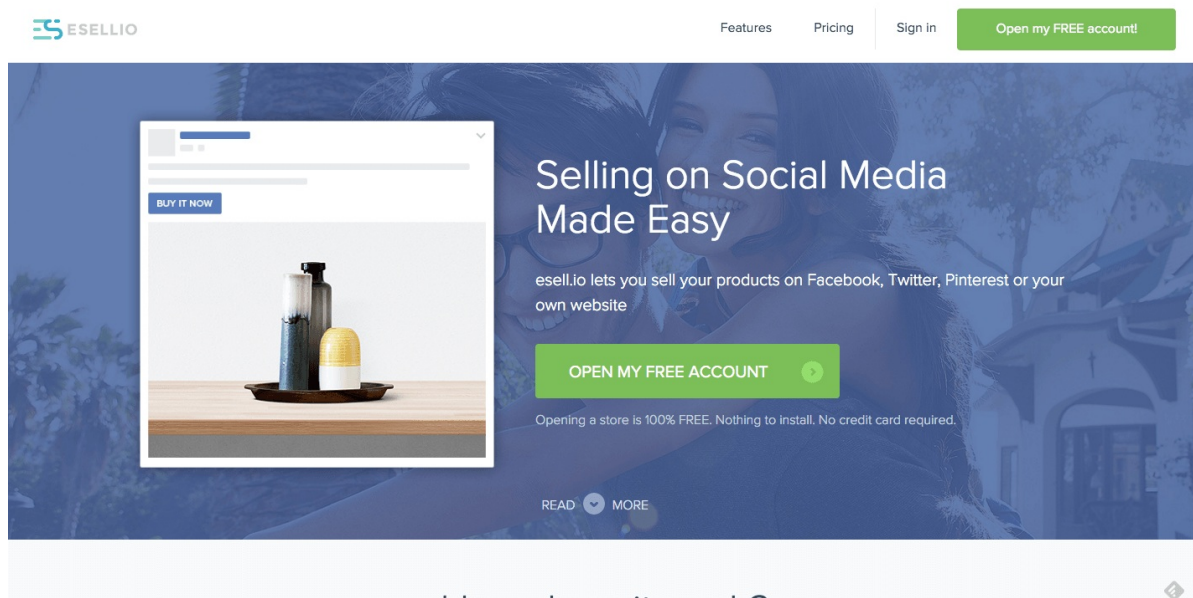 ESELLIO
Features Pricing Sign in Open my FREE account!
BUY IT NOW
Selling on Social Media
Made Easy
esell.io lets you sell your products on Facebook, Twitter, Pinterest or your
own website
OPEN MY FREE ACCOUNT
Opening a store is 100% FREE. Nothing to install. No credit card required.
READ MORE